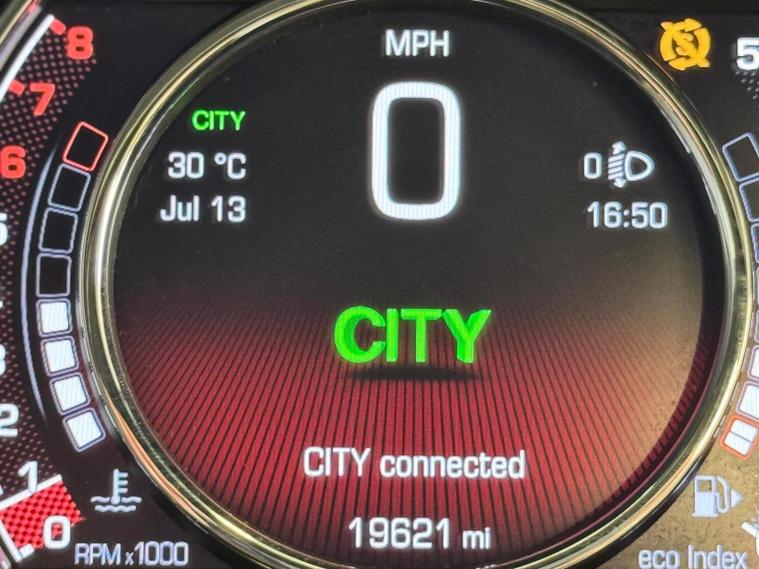 MPH
0
CITY
30 °C
Jul 13
0
16:50
CITY
CITY connected
19621 mi
8
7
6
5
3
2
1
0
RPM x1000
5
eco Index